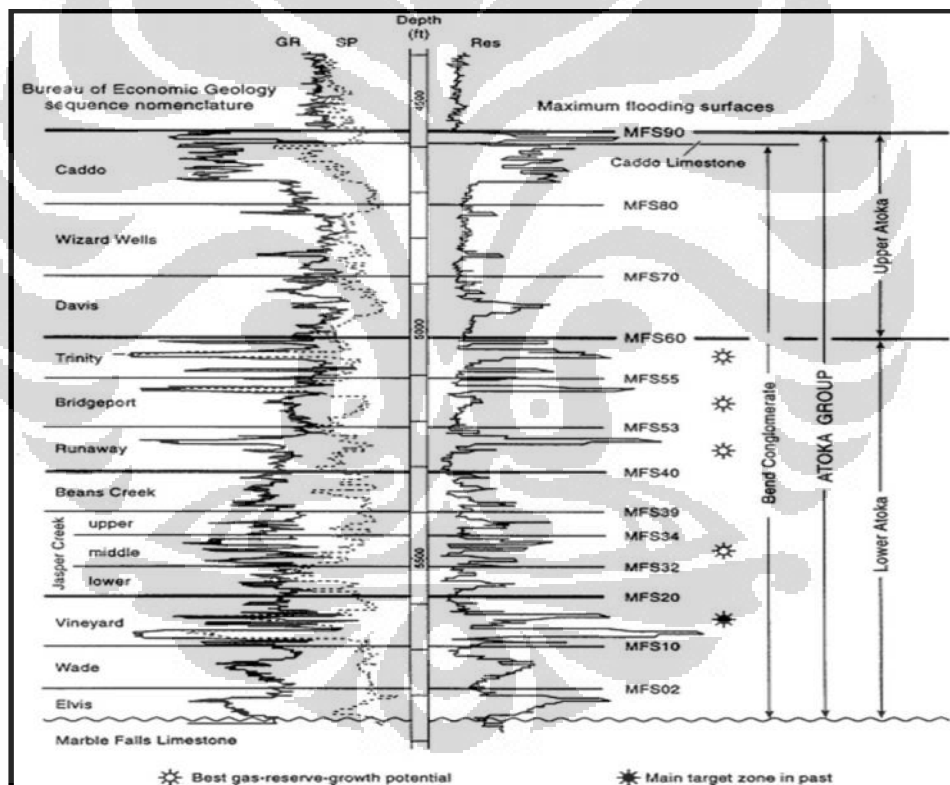 Depth
(ft)
GR
SP
Res
Bureau of Economic Geology
sequence nomenclature
4500
Maximum flooding surfaces
MFS90
Caddo Limestone
Caddo
MFS80
Wizard Wells
MFS70
Davis
5000
MFS60
Trinity
MFS55
Bridgeport
MFS53
Runaway
MFS40
Beans Creek
MFS39
Jasper Creek
upper
MFS34
middle
5500
MFS32
lower
MFS20
Vineyard
MFS10
Wade
MFS02
Elvis
Marble Falls Limestone
Bend Conglomerate
ATOKA GROUP
Upper Atoka
Lower Atoka
Best gas-reserve-growth potential
Main target zone in past